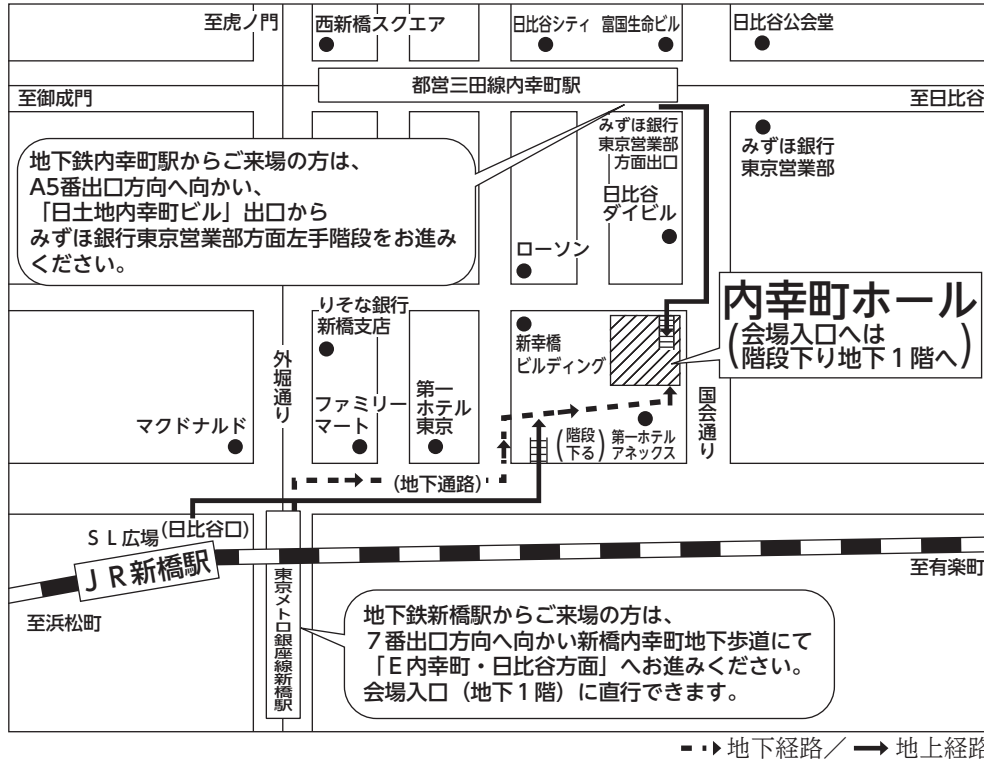 至虎ノ門
西新橋スクエア
日比谷シティ
富国生命ビル
日比谷公会堂
都営三田線内幸町駅
至御成門
至日比谷
みずほ銀行
東京営業部
方面出口
みずほ銀行
東京営業部
地下鉄内幸町駅からご来場の方は、
A5番出口方向へ向かい、
「日土地内幸町ビル」出口から
みずほ銀行東京営業部方面左手階段をお進み
ください。
日比谷
ダイビル
ローソン
内幸町ホール
(会場入口へは
階段下り地下1階へ)
りそな銀行
新橋支店
新幸橋
ビルディング
外堀通り
国会通り
マクドナルド
ファミリー
マート
第一
ホテル
東京
(階段
下る)
第一ホテル
アネックス
(地下通路)
ＳＬ広場
(日比谷口)
ＪＲ新橋駅
至有楽町
至浜松町
東京メトロ銀座線新橋駅
地下鉄新橋駅からご来場の方は、
７番出口方向へ向かい新橋内幸町地下歩道にて
「Ｅ内幸町・日比谷方面」へお進みください。
会場入口（地下１階）に直行できます。
地下経路／ 地上経路